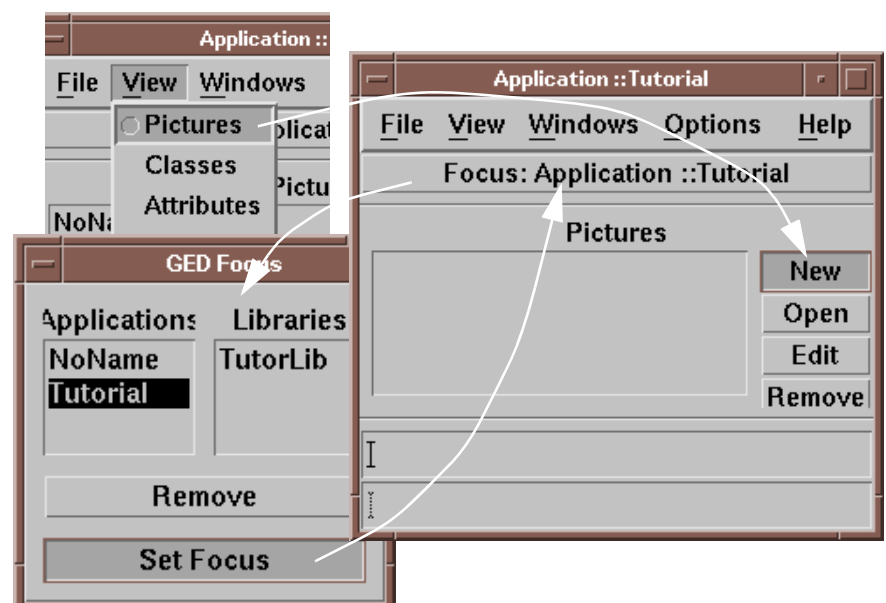 Application ::
File View Windows
Pictures
Classes
Attributes
NoNa
GED Focus
Applications Libraries
NoName
Tutorial
TutorLib
Remove
Set Focus
Application ::Tutorial
File View Windows Options Help
Focus: Application ::Tutorial
Pictures
New
Open
Edit
Remove